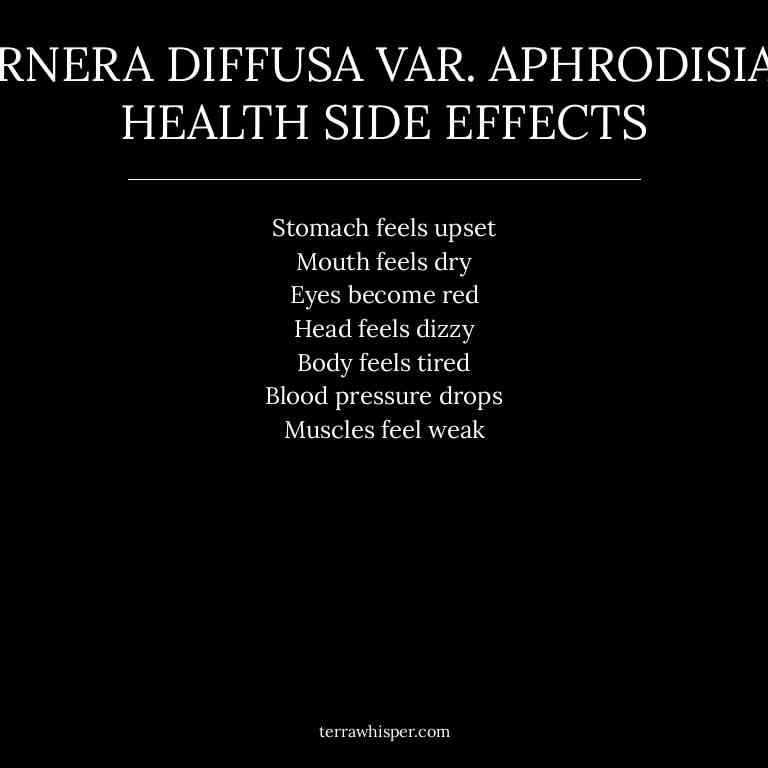 RNERA DIFFUSA VAR. APHRODISIA
HEALTH SIDE EFFECTS
Stomach feels upset
Mouth feels dry
Eyes become red
Head feels dizzy
Body feels tired
Blood pressure drops
Muscles feel weak
terrawhisper.com